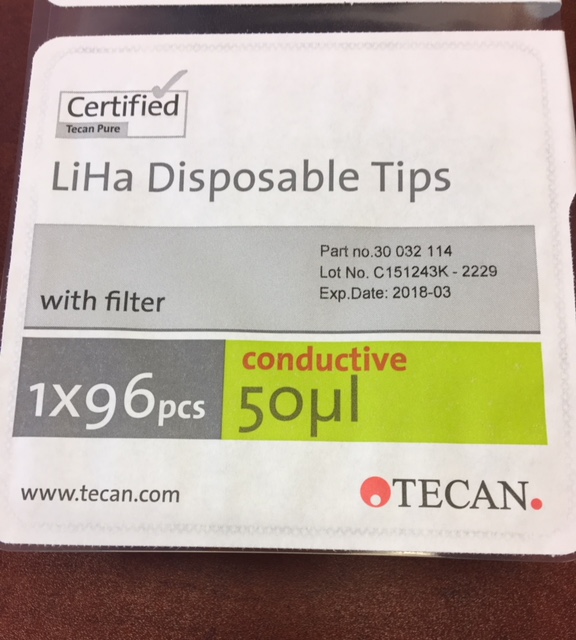 Certified
Tecan Pure
LiHa Disposable Tips
Part no.30 032 114
Lot No. C151243K - 2229
Exp.Date: 2018-03
with filter
conductive
1x96pcs
50µl
www.tecan.com
TECAN.